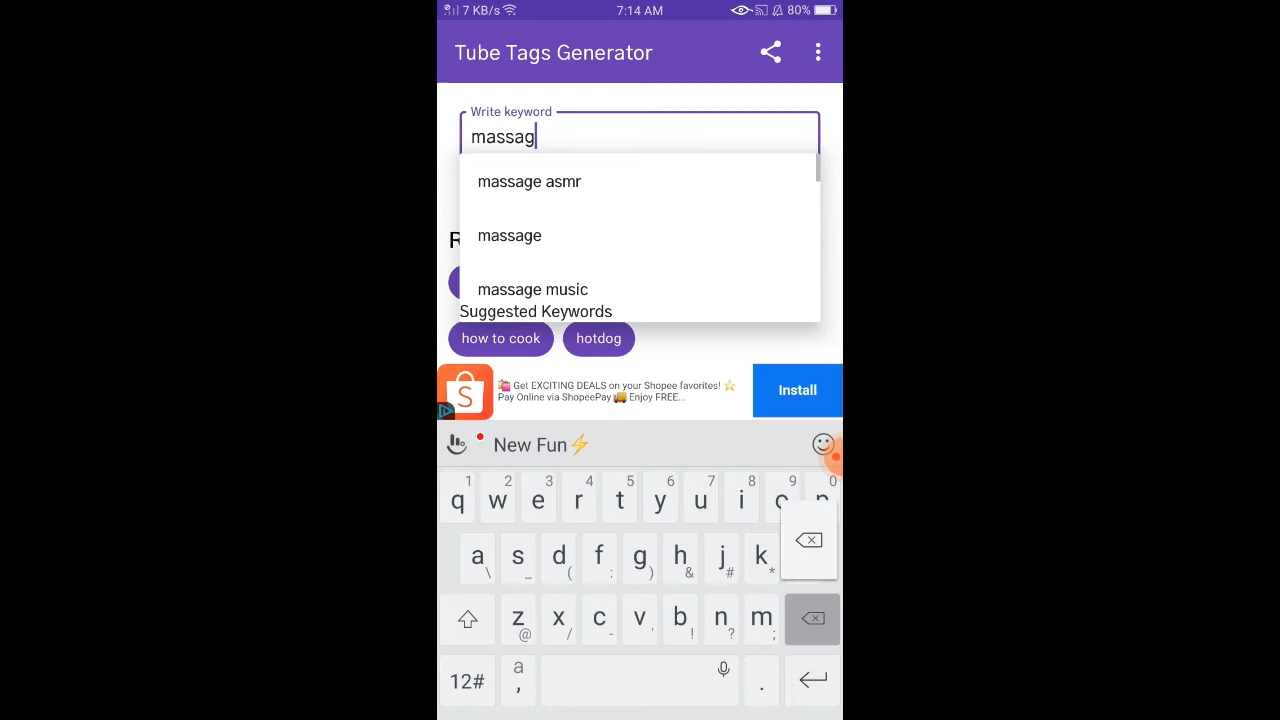 7 KB/s 7:14 AM 80%
Tube Tags Generator
Write keyword
massag
massage asmr
R
massage
massage music
Suggested Keywords
how to cook hotdog
S
🛍️ Get EXCITING DEALS on your Shopee favorites! ⭐
Pay Online via ShopeePay 🚚 Enjoy FREE...
Install
New Fun⚡
1 2 3 4 5 6 7 8 9 0
q w e r t y u i o p
a s d f g h j k
\ _ ( : ) & # *
z x c v b n m
@ / - ' ! ? ;
12# a , .